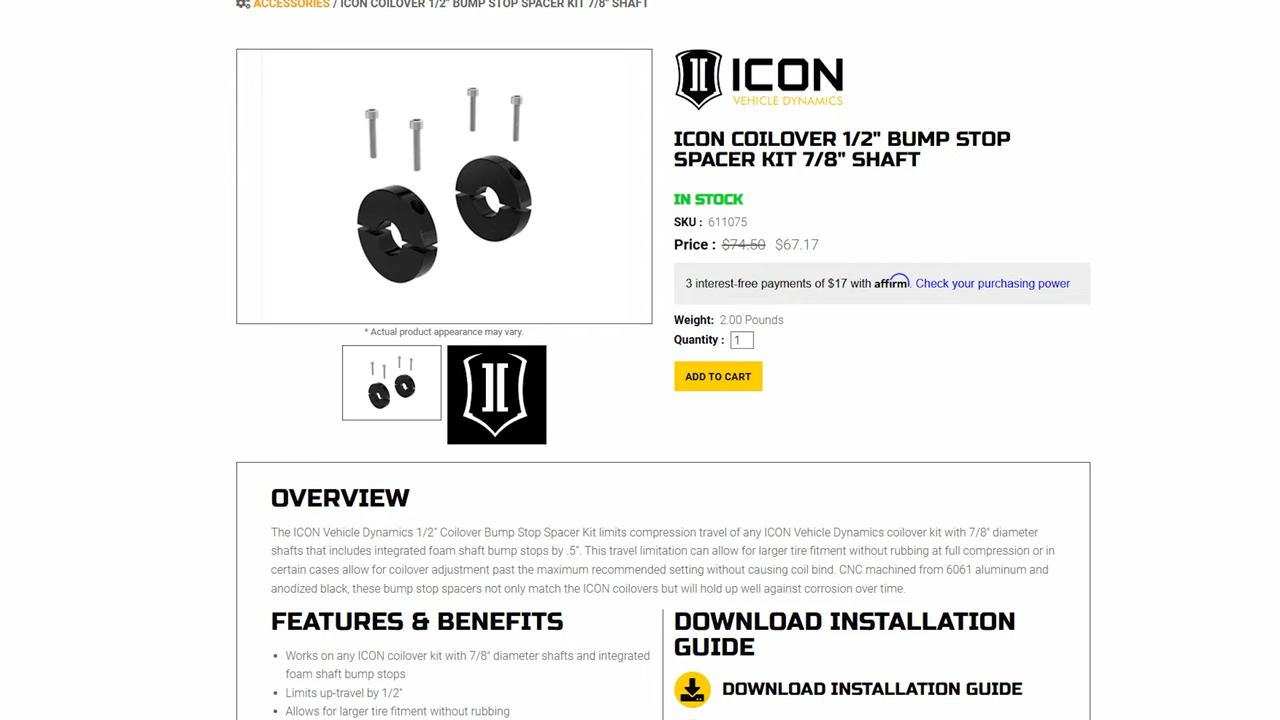 ACCESSORIES / ICON COILOVER 1/2" BUMP STOP SPACER KIT 7/8" SHAFT
ICON
VEHICLE DYNAMICS
ICON COILOVER 1/2" BUMP STOP
SPACER KIT 7/8" SHAFT
IN STOCK
SKU : 611075
Price : $74.50 $67.17
3 interest-free payments of $17 with affirm. Check your purchasing power
Weight: 2.00 Pounds
Quantity : 1
ADD TO CART
* Actual product appearance may vary.
OVERVIEW
The ICON Vehicle Dynamics 1/2" Coilover Bump Stop Spacer Kit limits compression travel of any ICON Vehicle Dynamics coilover kit with 7/8" diameter
shafts that includes integrated foam shaft bump stops by .5". This travel limitation can allow for larger tire fitment without rubbing at full compression or in
certain cases allow for coilover adjustment past the maximum recommended setting without causing coil bind. CNC machined from 6061 aluminum and
anodized black, these bump stop spacers not only match the ICON coilovers but will hold up well against corrosion over time.
FEATURES & BENEFITS
Works on any ICON coilover kit with 7/8" diameter shafts and integrated
foam shaft bump stops
Limits up-travel by 1/2"
Allows for larger tire fitment without rubbing
DOWNLOAD INSTALLATION
GUIDE
DOWNLOAD INSTALLATION GUIDE